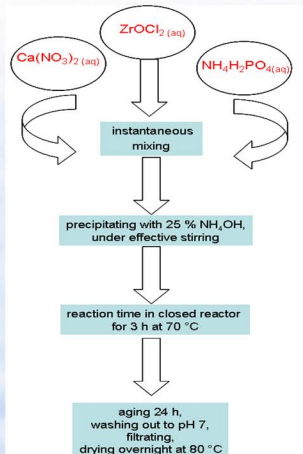 ZrOCl2 (aq)
Ca(NO3)2 (aq)
NH4H2PO4(aq)
instantaneous
mixing
precipitating with 25 % NH4OH,
under effective stirring
reaction time in closed reactor
for 3 h at 70 °C
aging 24 h,
washing out to pH 7,
filtrating,
drying overnight at 80 °C